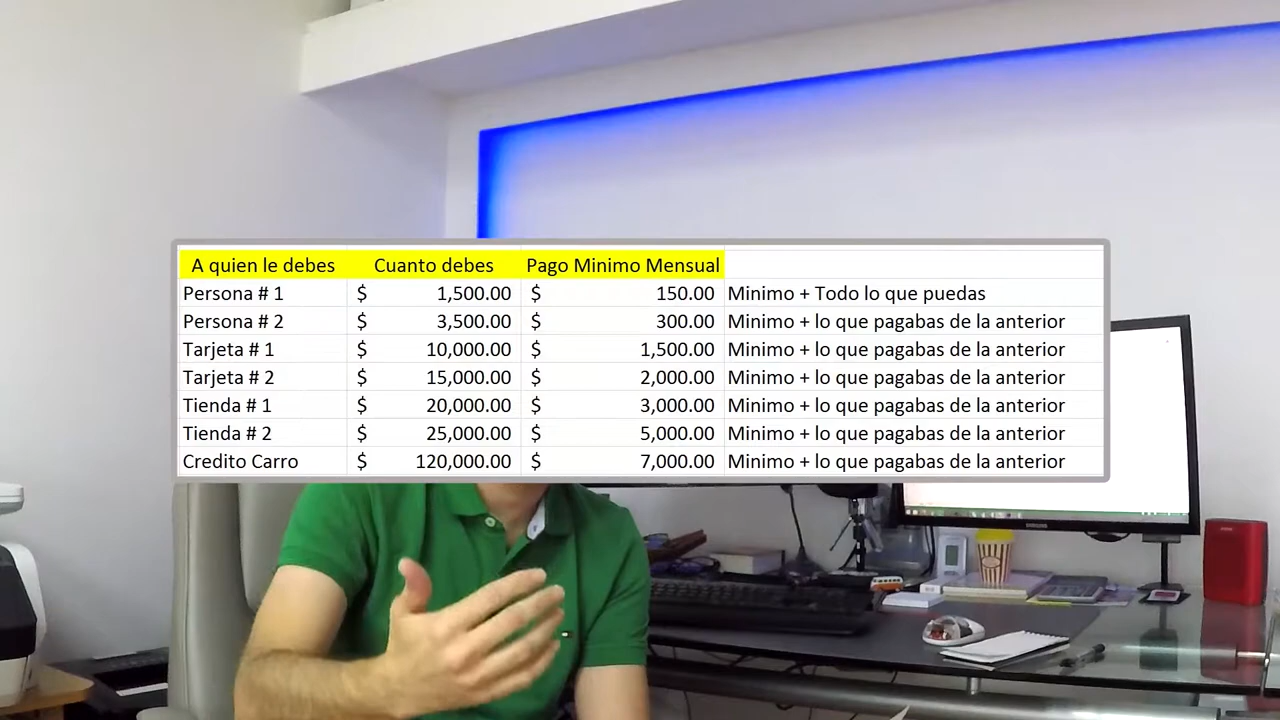 A quien le debes Cuanto debes Pago Minimo Mensual
Persona # 1 $ 1,500.00 $ 150.00 Minimo + Todo lo que puedas
Persona # 2 $ 3,500.00 $ 300.00 Minimo + lo que pagabas de la anterior
Tarjeta # 1 $ 10,000.00 $ 1,500.00 Minimo + lo que pagabas de la anterior
Tarjeta # 2 $ 15,000.00 $ 2,000.00 Minimo + lo que pagabas de la anterior
Tienda # 1 $ 20,000.00 $ 3,000.00 Minimo + lo que pagabas de la anterior
Tienda # 2 $ 25,000.00 $ 5,000.00 Minimo + lo que pagabas de la anterior
Credito Carro $ 120,000.00 $ 7,000.00 Minimo + lo que pagabas de la anterior
SAMSUNG